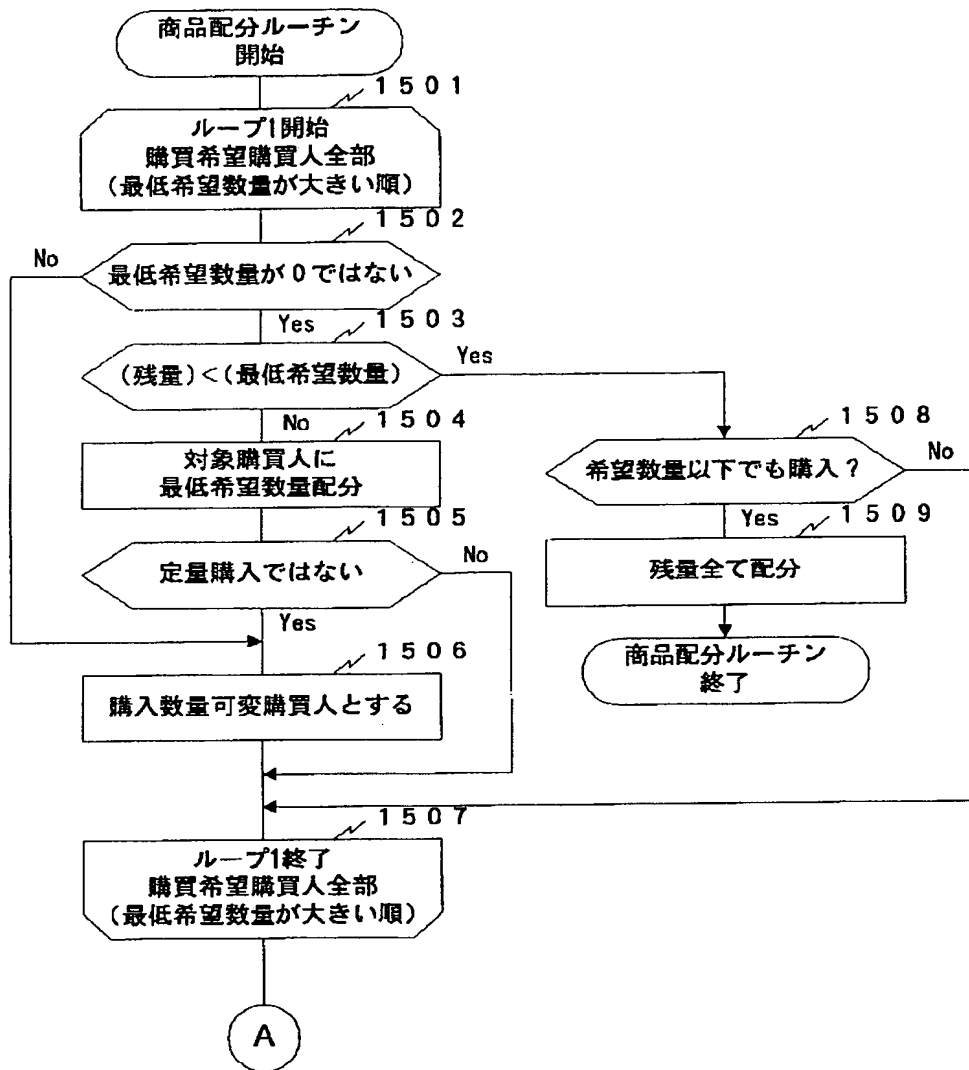 商品配分ルーチン
開始
1501
ループ1開始
購買希望購買人全部
(最低希望数量が大きい順)
1502
No
最低希望数量が0ではない
Yes
1503
(残量)<(最低希望数量)
Yes
No
1504
対象購買人に
最低希望数量配分
1505
定量購入ではない
No
Yes
1506
購入数量可変購買人とする
1507
ループ1終了
購買希望購買人全部
(最低希望数量が大きい順)
A
1508
希望数量以下でも購入?
No
Yes
1509
残量全て配分
商品配分ルーチン
終了